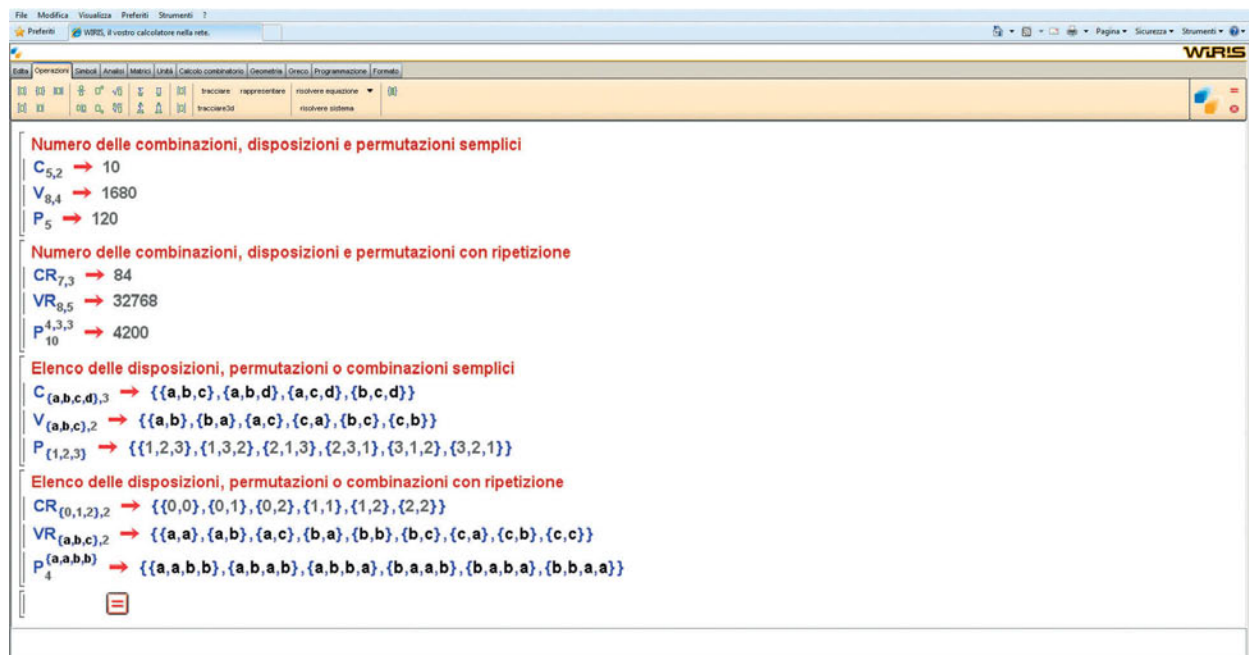 File Modifica Visualizza Preferiti Strumenti ?
Preferiti WIRIS, il vostro calcolatore nella rete. Pagina Sicurezza Strumenti
WIRIS
Edita Operazioni Simboli Analisi Matrici Unità Calcolo combinatorio Geometria Greco Programmazione Formato
tracciare rappresentare risolvere equazione
tracciare3d risolvere sistema
Numero delle combinazioni, disposizioni e permutazioni semplici
C5,2 → 10
V8,4 → 1680
P5 → 120
Numero delle combinazioni, disposizioni e permutazioni con ripetizione
CR7,3 → 84
VR8,5 → 32768
P10 4,3,3 → 4200
Elenco delle disposizioni, permutazioni o combinazioni semplici
C{a,b,c,d},3 → {{a,b,c},{a,b,d},{a,c,d},{b,c,d}}
V{a,b,c},2 → {{a,b},{b,a},{a,c},{c,a},{b,c},{c,b}}
P{1,2,3} → {{1,2,3},{1,3,2},{2,1,3},{2,3,1},{3,1,2},{3,2,1}}
Elenco delle disposizioni, permutazioni o combinazioni con ripetizione
CR{0,1,2},2 → {{0,0},{0,1},{0,2},{1,1},{1,2},{2,2}}
VR{a,b,c},2 → {{a,a},{a,b},{a,c},{b,a},{b,b},{b,c},{c,a},{c,b},{c,c}}
P4 {a,a,b,b} → {{a,a,b,b},{a,b,a,b},{a,b,b,a},{b,a,a,b},{b,a,b,a},{b,b,a,a}}
=